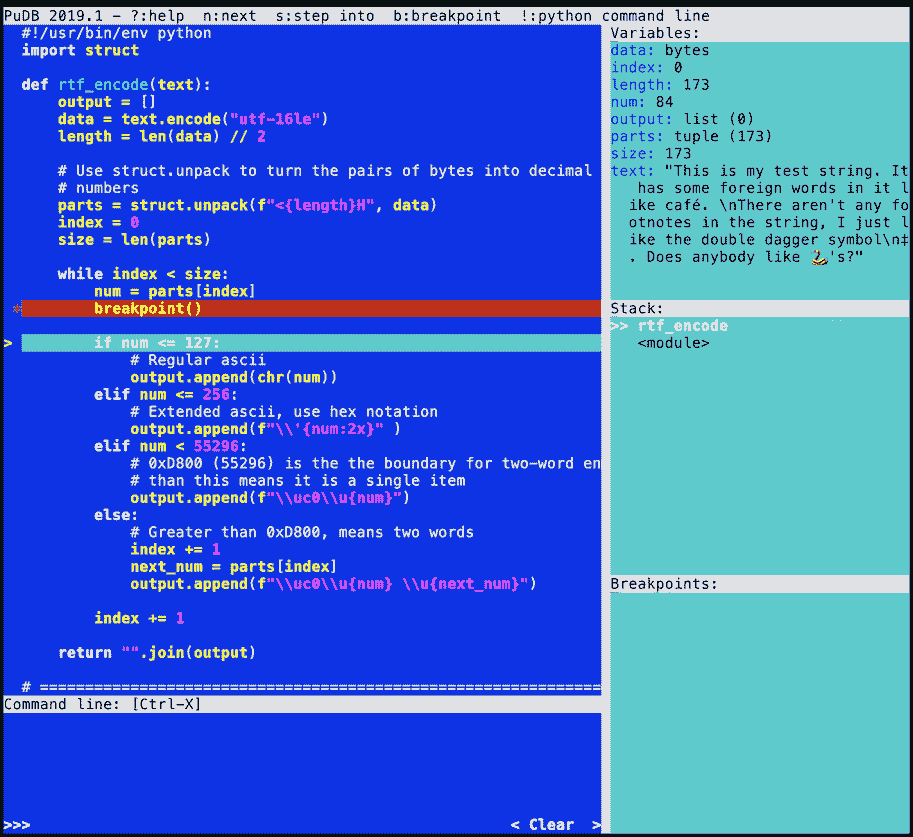 PuDB 2019.1 - ?:help  n:next  s:step into  b:breakpoint  !:python command line
#!/usr/bin/env python
import struct
def rtf_encode(text):
    output = []
    data = text.encode("utf-16le")
    length = len(data) // 2
    # Use struct.unpack to turn the pairs of bytes into decimal
    # numbers
    parts = struct.unpack(f"<{length}H", data)
    index = 0
    size = len(parts)
    while index < size:
        num = parts[index]
*       breakpoint()
>       if num <= 127:
            # Regular ascii
            output.append(chr(num))
        elif num <= 256:
            # Extended ascii, use hex notation
            output.append(f"\\'{num:2x}" )
        elif num < 55296:
            # 0xD800 (55296) is the the boundary for two-word en
            # than this means it is a single item
            output.append(f"\\uc0\\u{num}")
        else:
            # Greater than 0xD800, means two words
            index += 1
            next_num = parts[index]
            output.append(f"\\uc0\\u{num} \\u{next_num}")
        index += 1
    return "".join(output)
# ==============================================================
Command line: [Ctrl-X]
>>>
< Clear  >
Variables:
data: bytes
index: 0
length: 173
num: 84
output: list (0)
parts: tuple (173)
size: 173
text: "This is my test string. It
has some foreign words in it l
ike café. \nThere aren't any fo
otnotes in the string, I just l
ike the double dagger symbol\n‡
. Does anybody like 🐍's?"
Stack:
>> rtf_encode
<module>
Breakpoints: